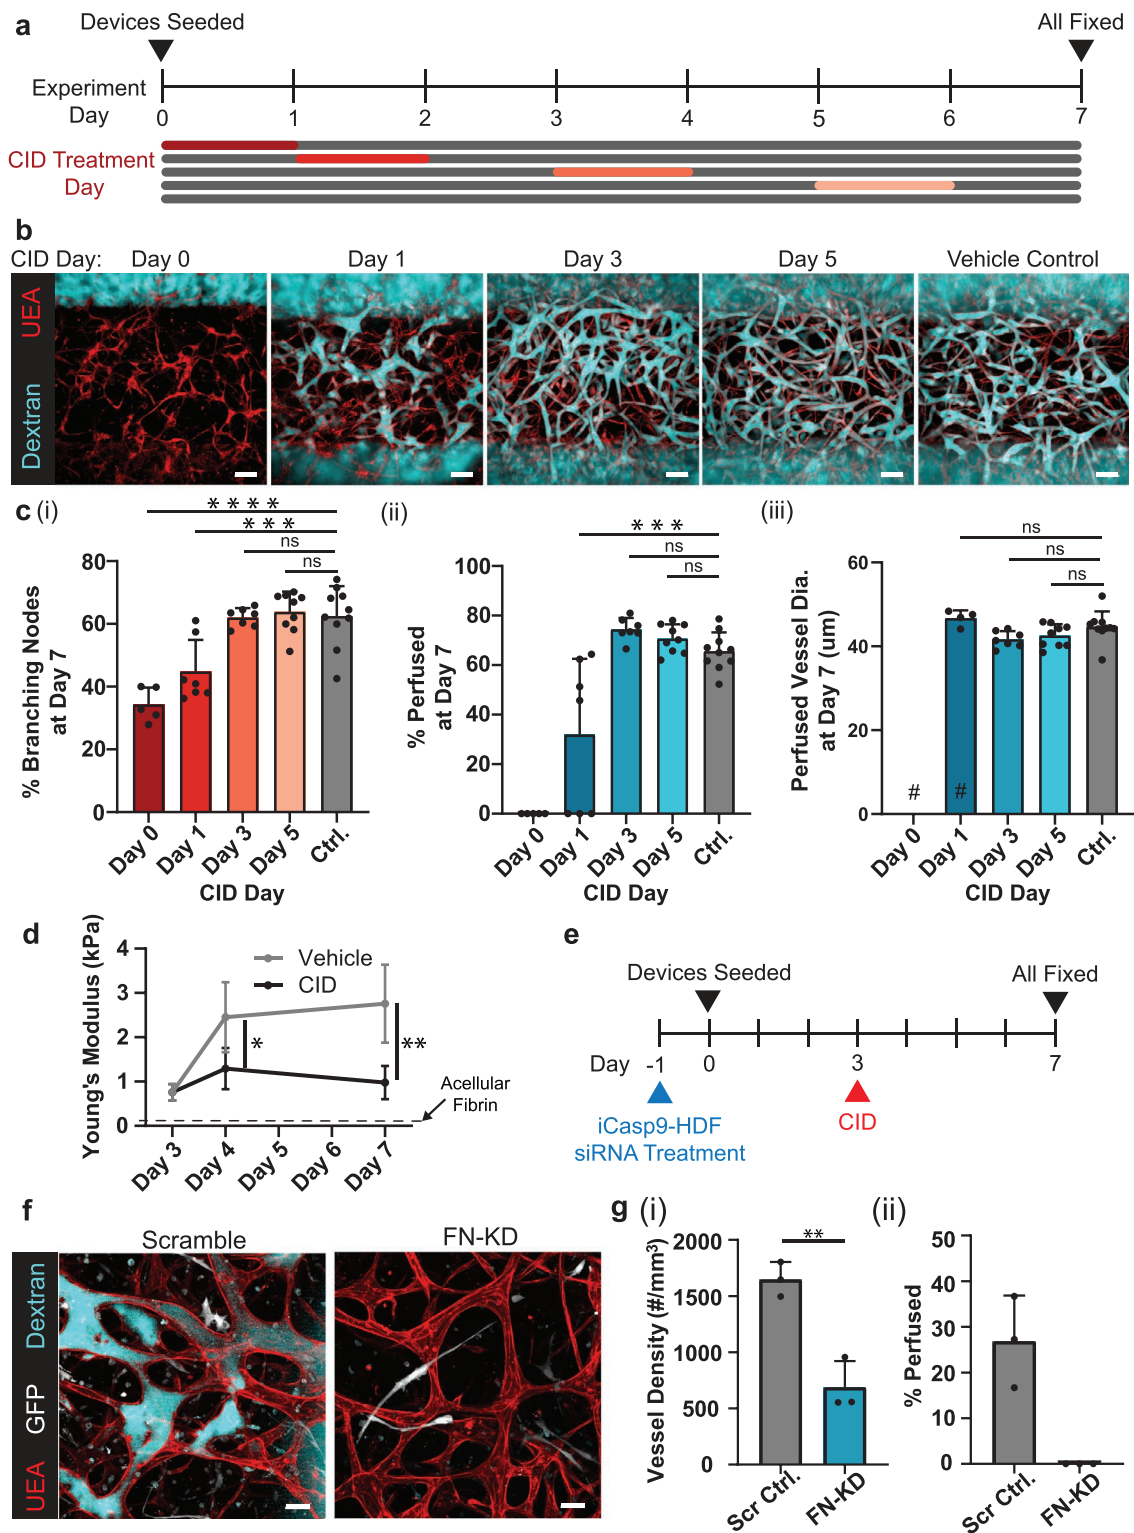 a
Devices Seeded
All Fixed
Experiment
Day
0 1 2 3 4 5 6 7
CID Treatment
Day
b
CID Day: Day 0 Day 1 Day 3 Day 5 Vehicle Control
Dextran UEA
c (i)
% Branching Nodes
at Day 7
80
60
40
20
0
* * * *
* * *
ns
ns
Day 0 Day 1 Day 3 Day 5 Ctrl.
CID Day
(ii)
% Perfused
at Day 7
100
80
60
40
20
0
* * *
ns
ns
Day 0 Day 1 Day 3 Day 5 Ctrl.
CID Day
(iii)
Perfused Vessel Dia.
at Day 7 (um)
60
40
20
0
ns
ns
ns
# #
Day 0 Day 1 Day 3 Day 5 Ctrl.
CID Day
d
Young's Modulus (kPa)
4
3
2
1
0
Vehicle
CID
*
**
Acellular
Fibrin
Day 3 Day 4 Day 5 Day 6 Day 7
e
Devices Seeded
All Fixed
Day -1 0 3 7
iCasp9-HDF
siRNA Treatment
CID
f
Scramble FN-KD
UEA GFP Dextran
g (i)
Vessel Density (#/mm³)
2000
1500
1000
500
0
**
Scr Ctrl. FN-KD
(ii)
% Perfused
50
40
30
20
10
0
Scr Ctrl. FN-KD